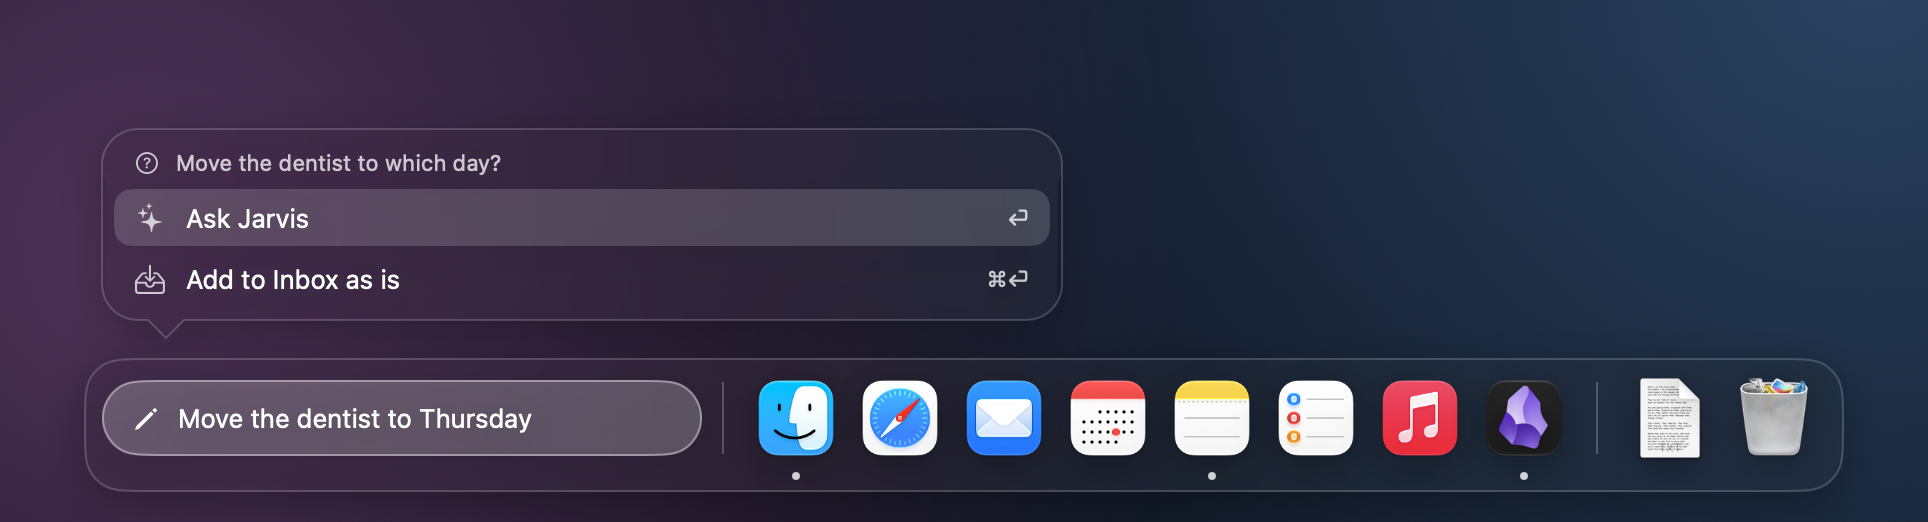 Move the dentist to which day?
Ask Jarvis
Add to Inbox as is ⌘↩
Move the dentist to Thursday